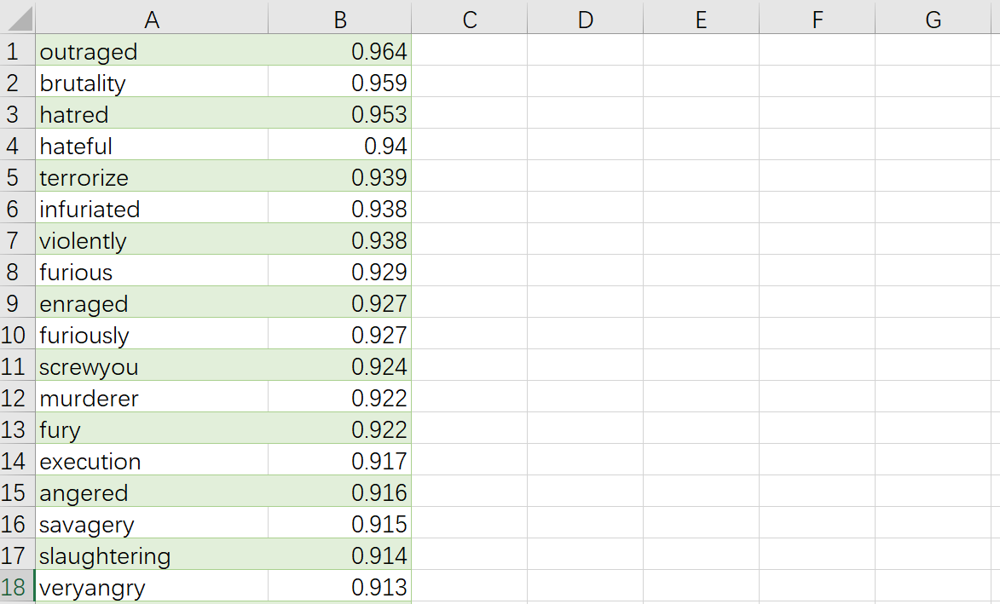 A B C D E F G
1 outraged 0.964
2 brutality 0.959
3 hatred 0.953
4 hateful 0.94
5 terrorize 0.939
6 infuriated 0.938
7 violently 0.938
8 furious 0.929
9 enraged 0.927
10 furiously 0.927
11 screwyou 0.924
12 murderer 0.922
13 fury 0.922
14 execution 0.917
15 angered 0.916
16 savagery 0.915
17 slaughtering 0.914
18 veryangry 0.913